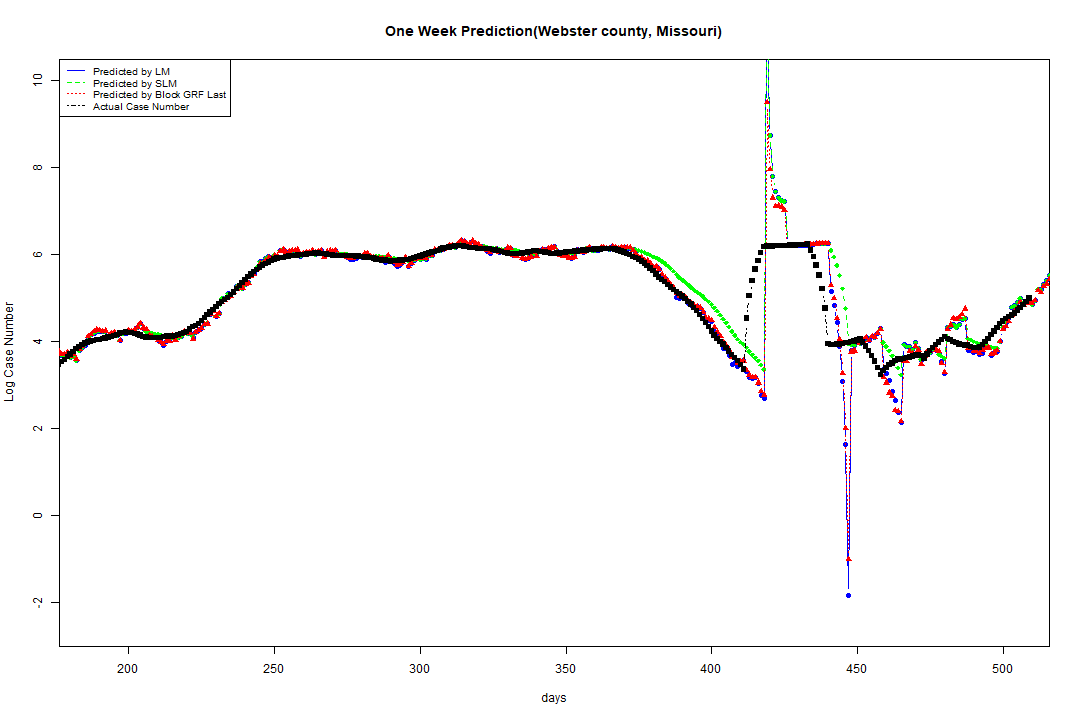 One Week Prediction(Webster county, Missouri)
Predicted by LM
Predicted by SLM
Predicted by Block GRF Last
Actual Case Number
Log Case Number
10
8
6
4
2
0
-2
200 250 300 350 400 450 500
days